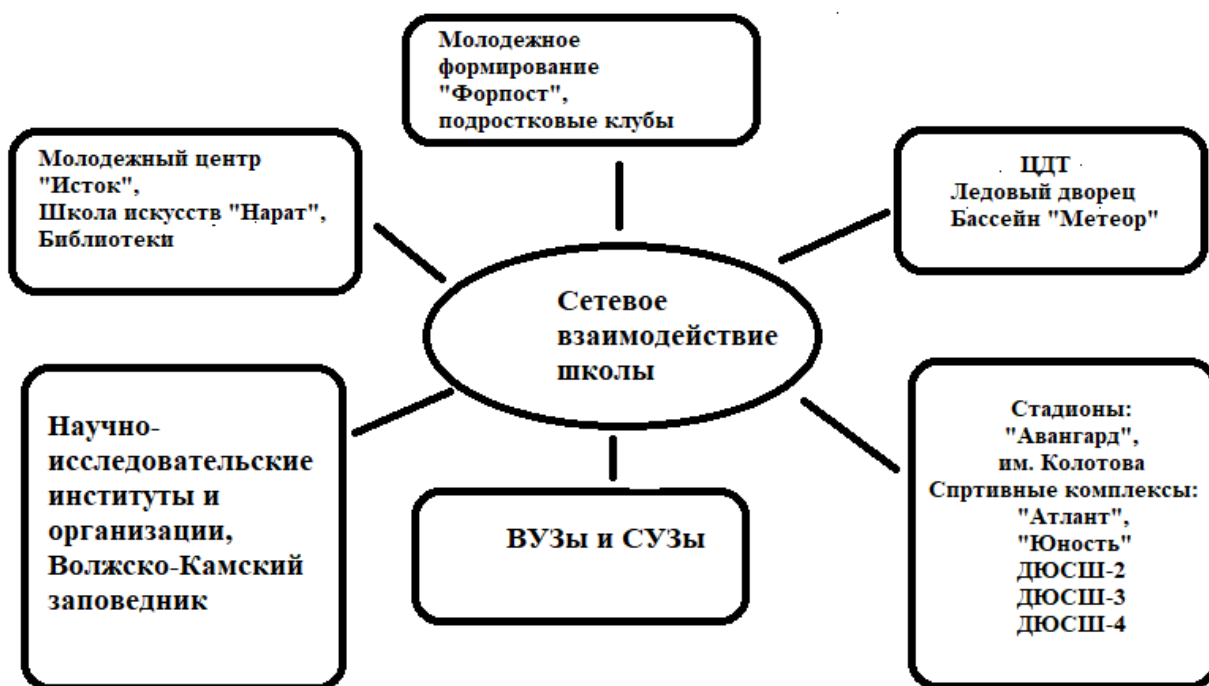 Молодежное
формирование
"Форпост",
подростковые клубы
Молодежный центр
"Исток",
Школа искусств "Нарат",
Библиотеки
ЦДТ
Ледовый дворец
Бассейн "Метеор"
Сетевое
взаимодействие
школы
Научно-
исследовательские
институты и
организации,
Волжско-Камский
заповедник
ВУЗы и СУЗы
Стадионы:
"Авангард",
им. Колотова
Спртивные комплексы:
"Атлант",
"Юность"
ДЮСШ-2
ДЮСШ-3
ДЮСШ-4